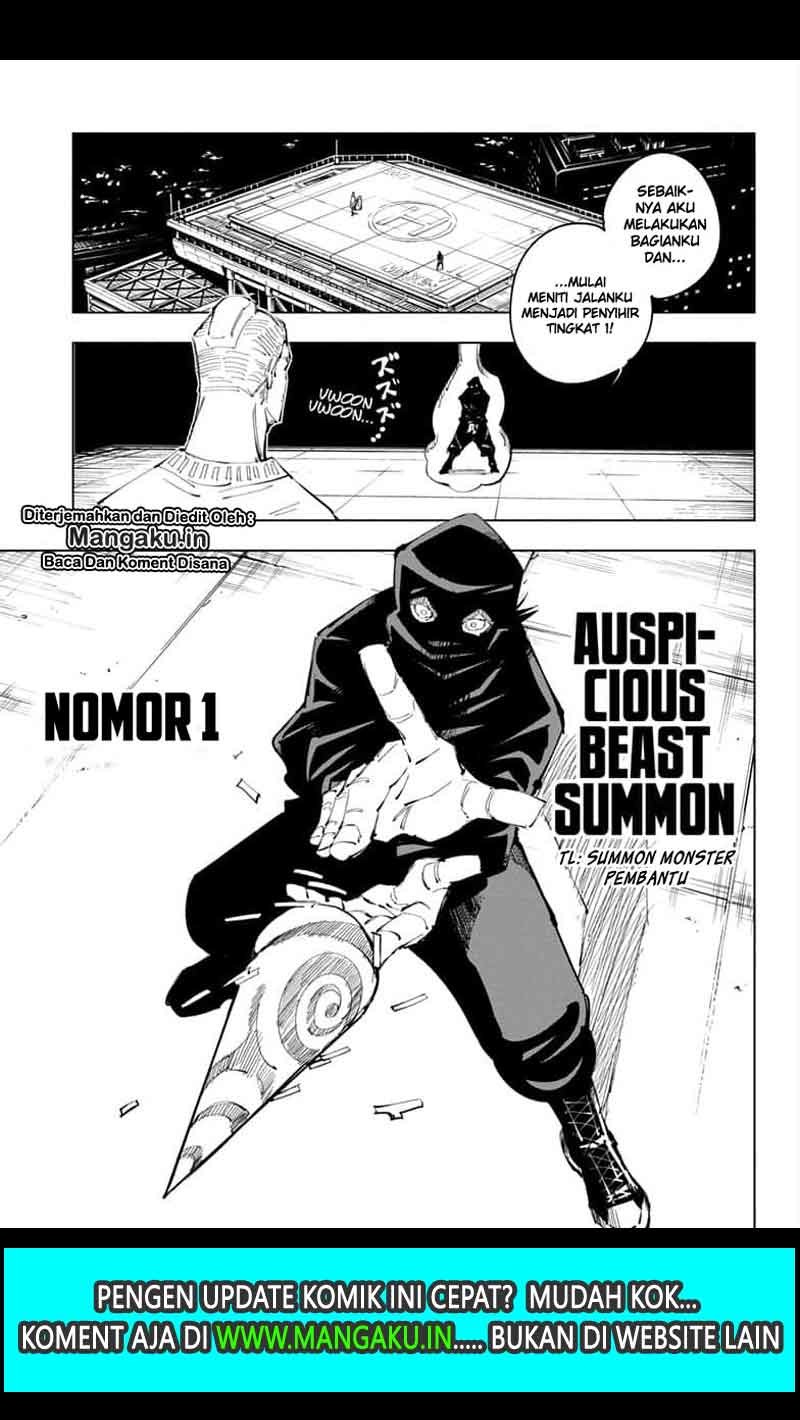 SEBAIK-
NYA AKU
MELAKUKAN
BAGIANKU
DAN...
...MULAI
MENITI JALANKU
MENJADI PENYIHIR
TINGKAT 1!
ズズズ...
VWOON
VWOON...
Diterjemahkan dan Diedit Oleh :
Mangaku.in
Baca Dan Koment Disana
AUSPI-
CIOUS
BEAST
SUMMON
TL: SUMMON MONSTER
PEMBANTU
NOMOR 1
PENGEN UPDATE KOMIK INI CEPAT? MUDAH KOK...
KOMENT AJA DI WWW.MANGAKU.IN..... BUKAN DI WEBSITE LAIN